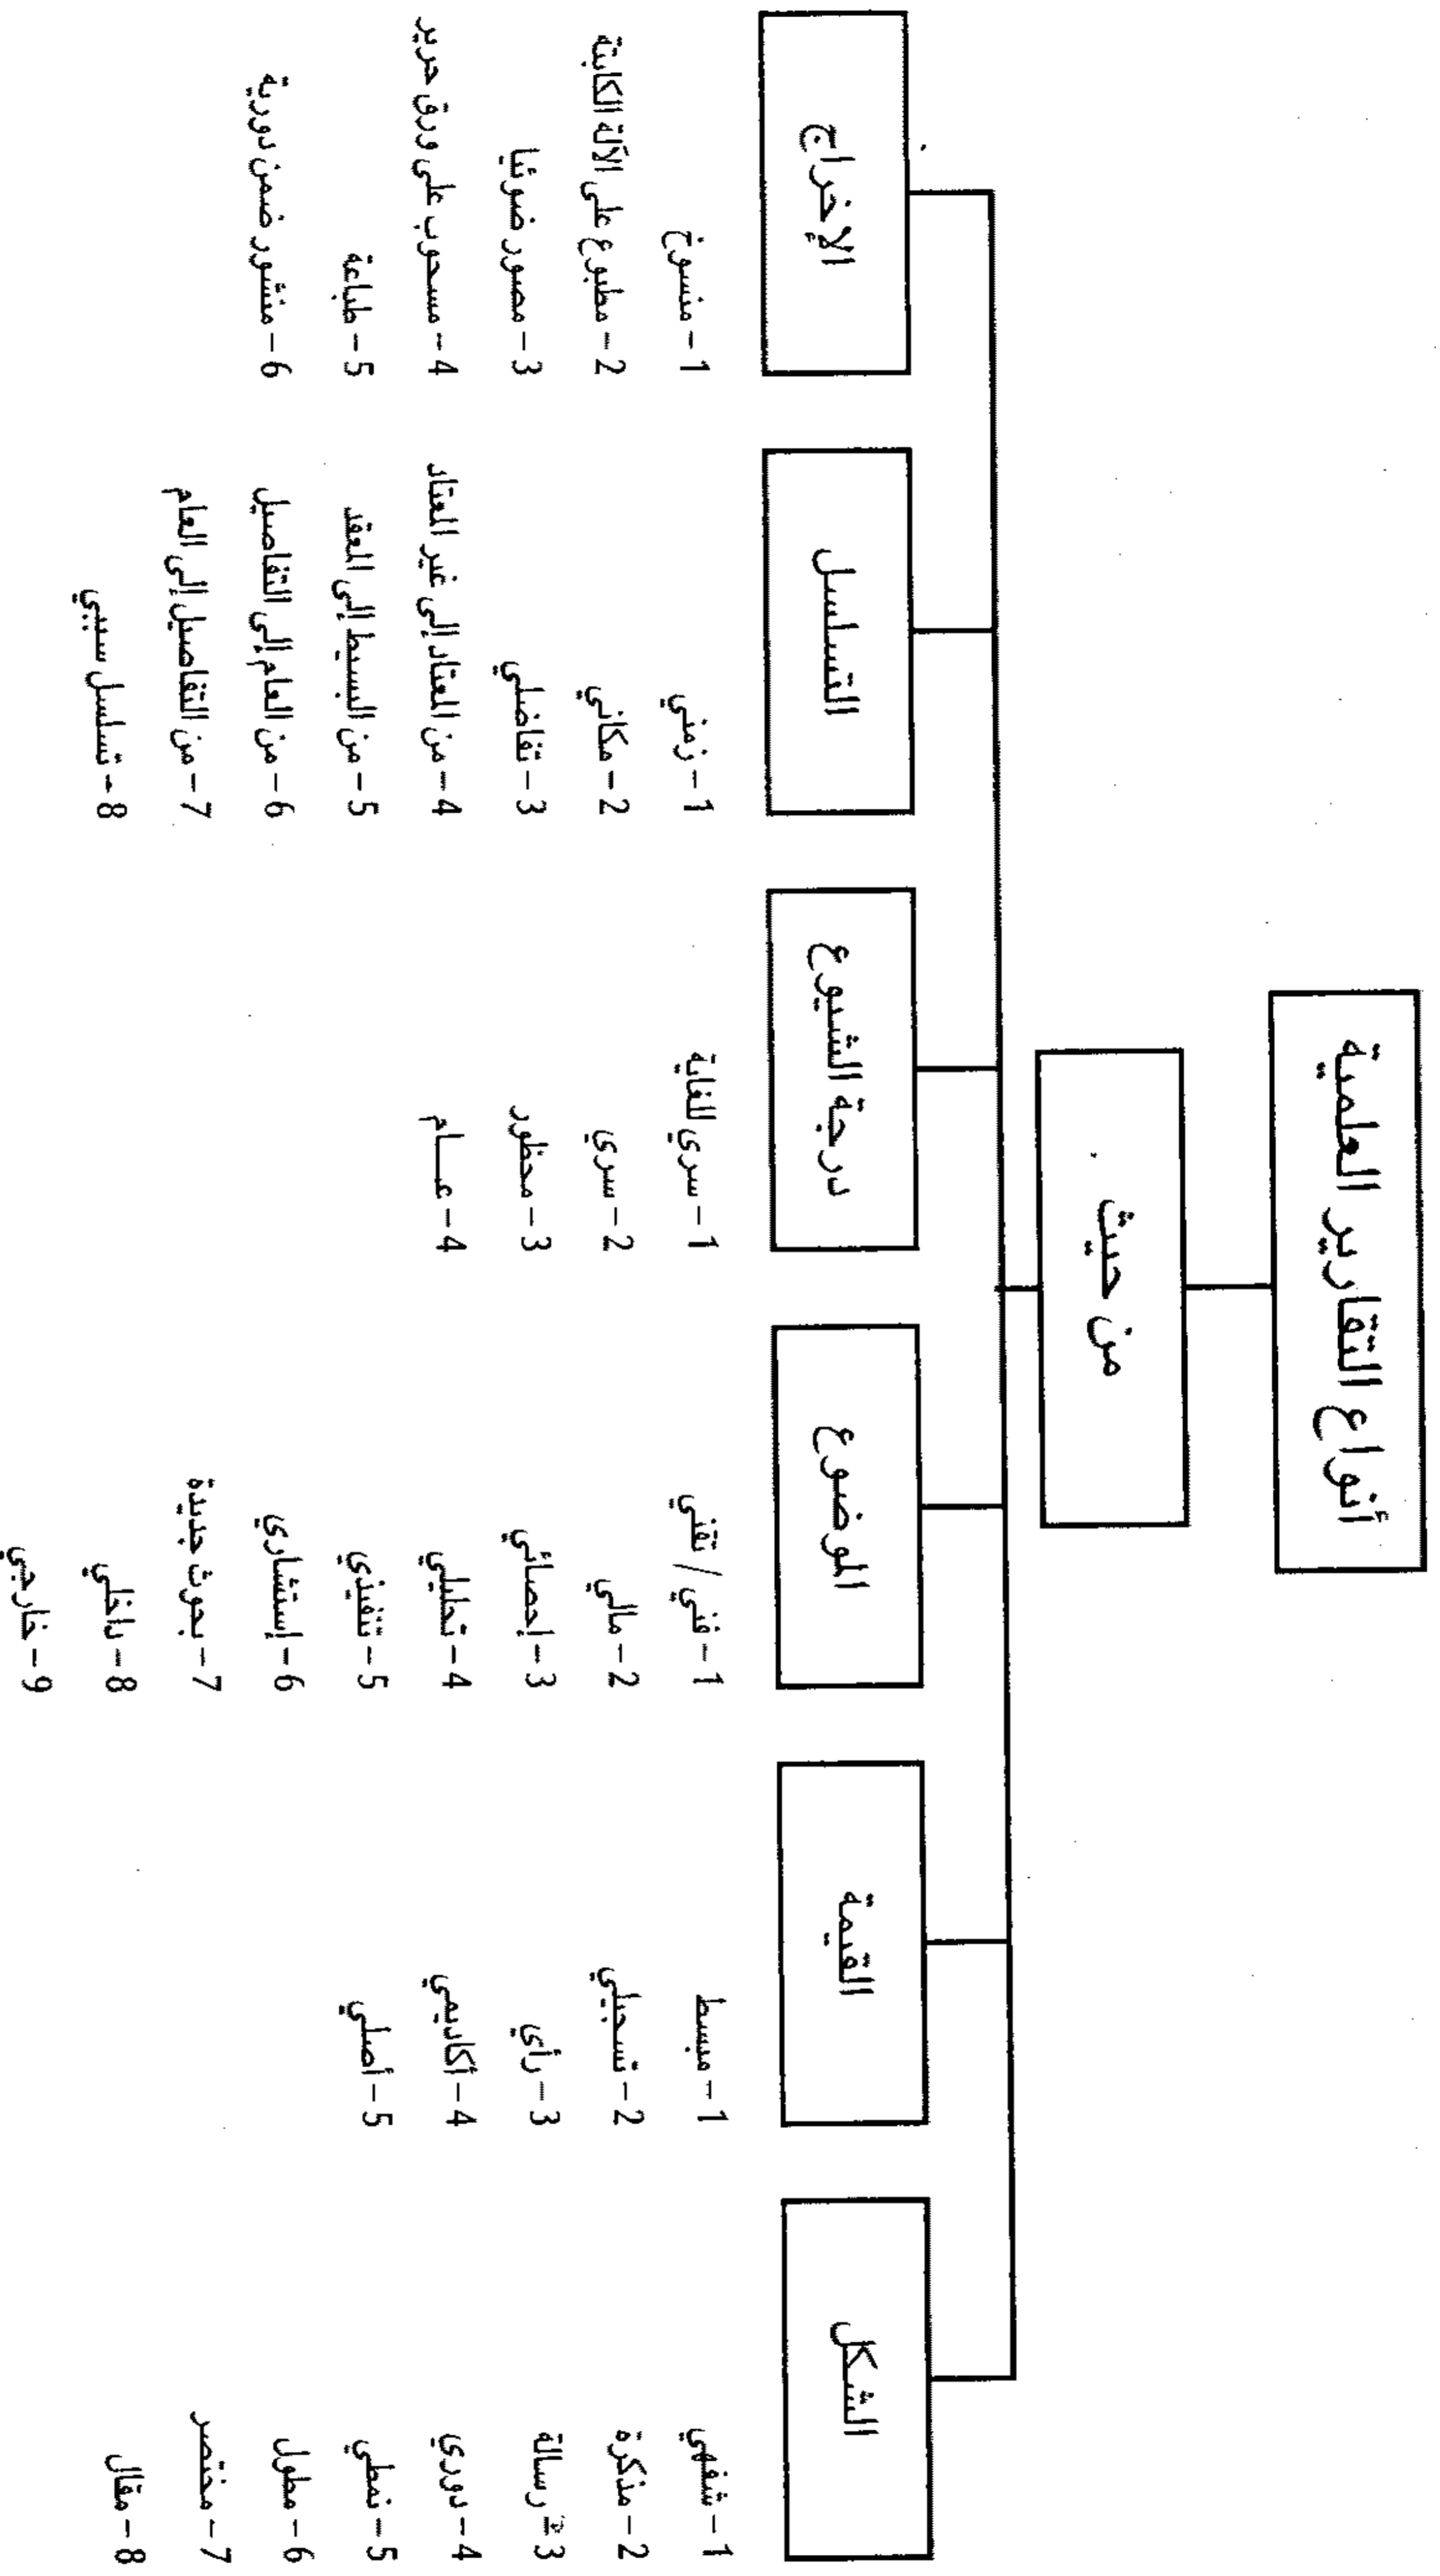 أنواع التقارير العلمية
من حيث
الشكل
1- شفهي
2- مذكرة
3- رسالة
4- دوري
5- نمطي
6- مطول
7- مختصر
8- مقال
القيمة
1- مبسط
2- تسجيلي
3- رأي
4- أكاديمي
5- أصلي
الموضوع
1- فني / تقني
2- مالي
3- إحصائي
4- تحليلي
5- تنفيذي
6- إستشاري
7- بحوث جديدة
8- داخلي
9- خارجي
درجة الشيوع
1- سري للغاية
2- سري
3- محظور
4- عـــام
التسلسل
1- زمني
2- مكاني
3- تفاضلي
4- من المعتاد إلى غير المعتاد
5- من البسيط إلى المعقد
6- من العام إلى التفاصيل
7- من التفاصيل إلى العام
8- تسلسل سببي
الإخراج
1- منسوخ
2- مطبوع على الآلة الكاتبة
3- مصور ضوئيا
4- مسحوب على ورق حرير
5- طباعة
6- منشور ضمن دورية